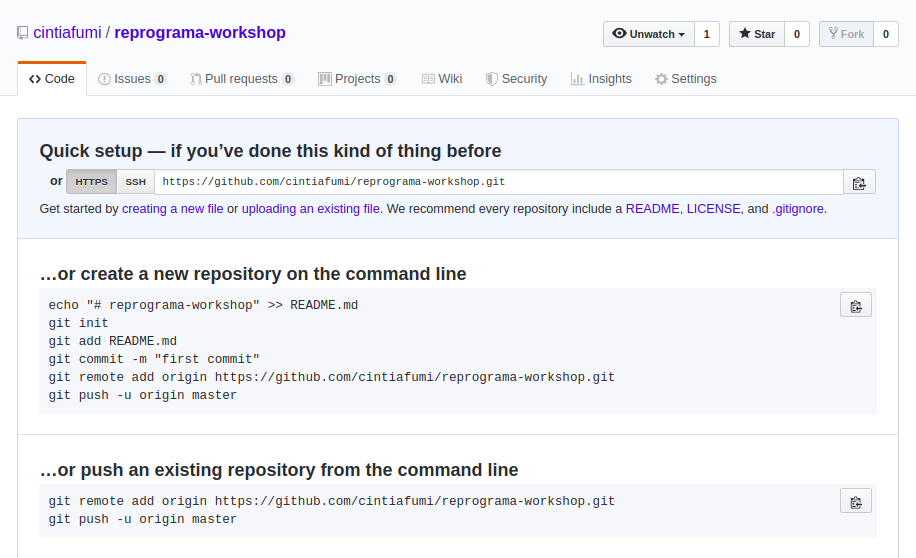 cintiafumi / reprograma-workshop
Unwatch 1 Star 0 Fork 0
Code Issues 0 Pull requests 0 Projects 0 Wiki Security Insights Settings
Quick setup — if you’ve done this kind of thing before
or HTTPS SSH https://github.com/cintiafumi/reprograma-workshop.git
Get started by creating a new file or uploading an existing file. We recommend every repository include a README, LICENSE, and .gitignore.
…or create a new repository on the command line
echo "# reprograma-workshop" >> README.md
git init
git add README.md
git commit -m "first commit"
git remote add origin https://github.com/cintiafumi/reprograma-workshop.git
git push -u origin master
…or push an existing repository from the command line
git remote add origin https://github.com/cintiafumi/reprograma-workshop.git
git push -u origin master